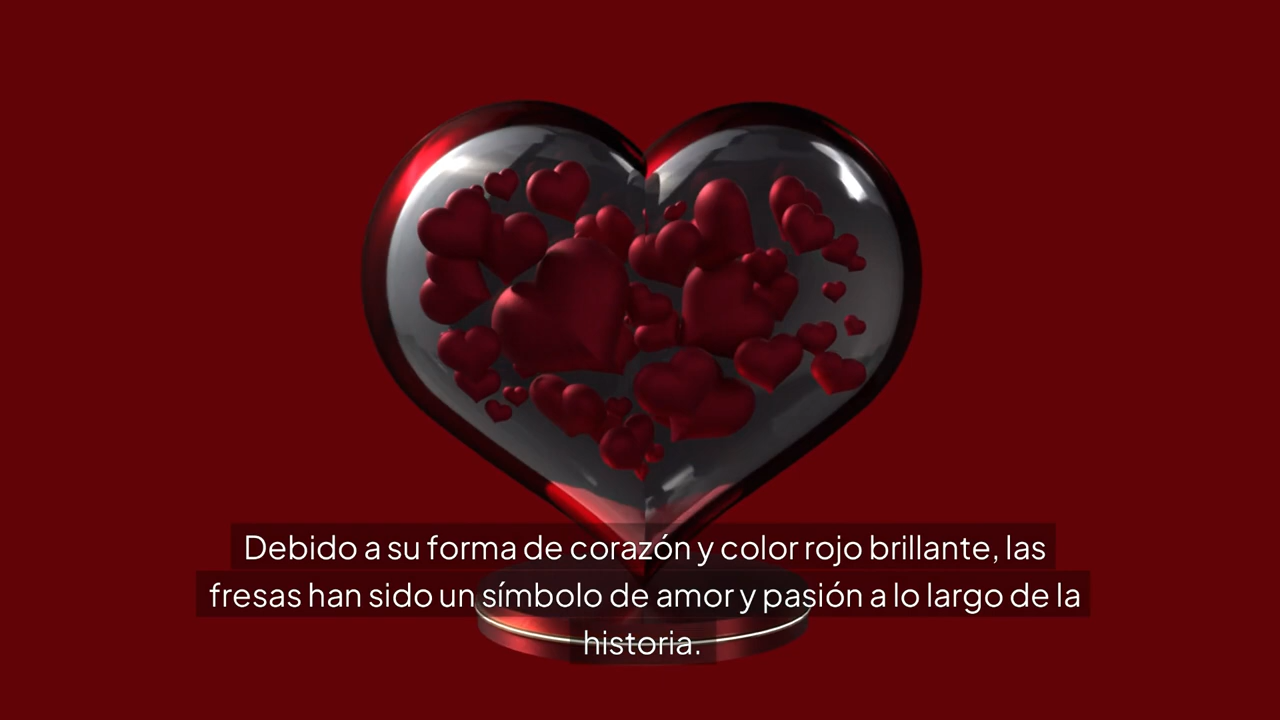 Debido a su forma de corazón y color rojo brillante, las
fresas han sido un símbolo de amor y pasión a lo largo de la
historia.